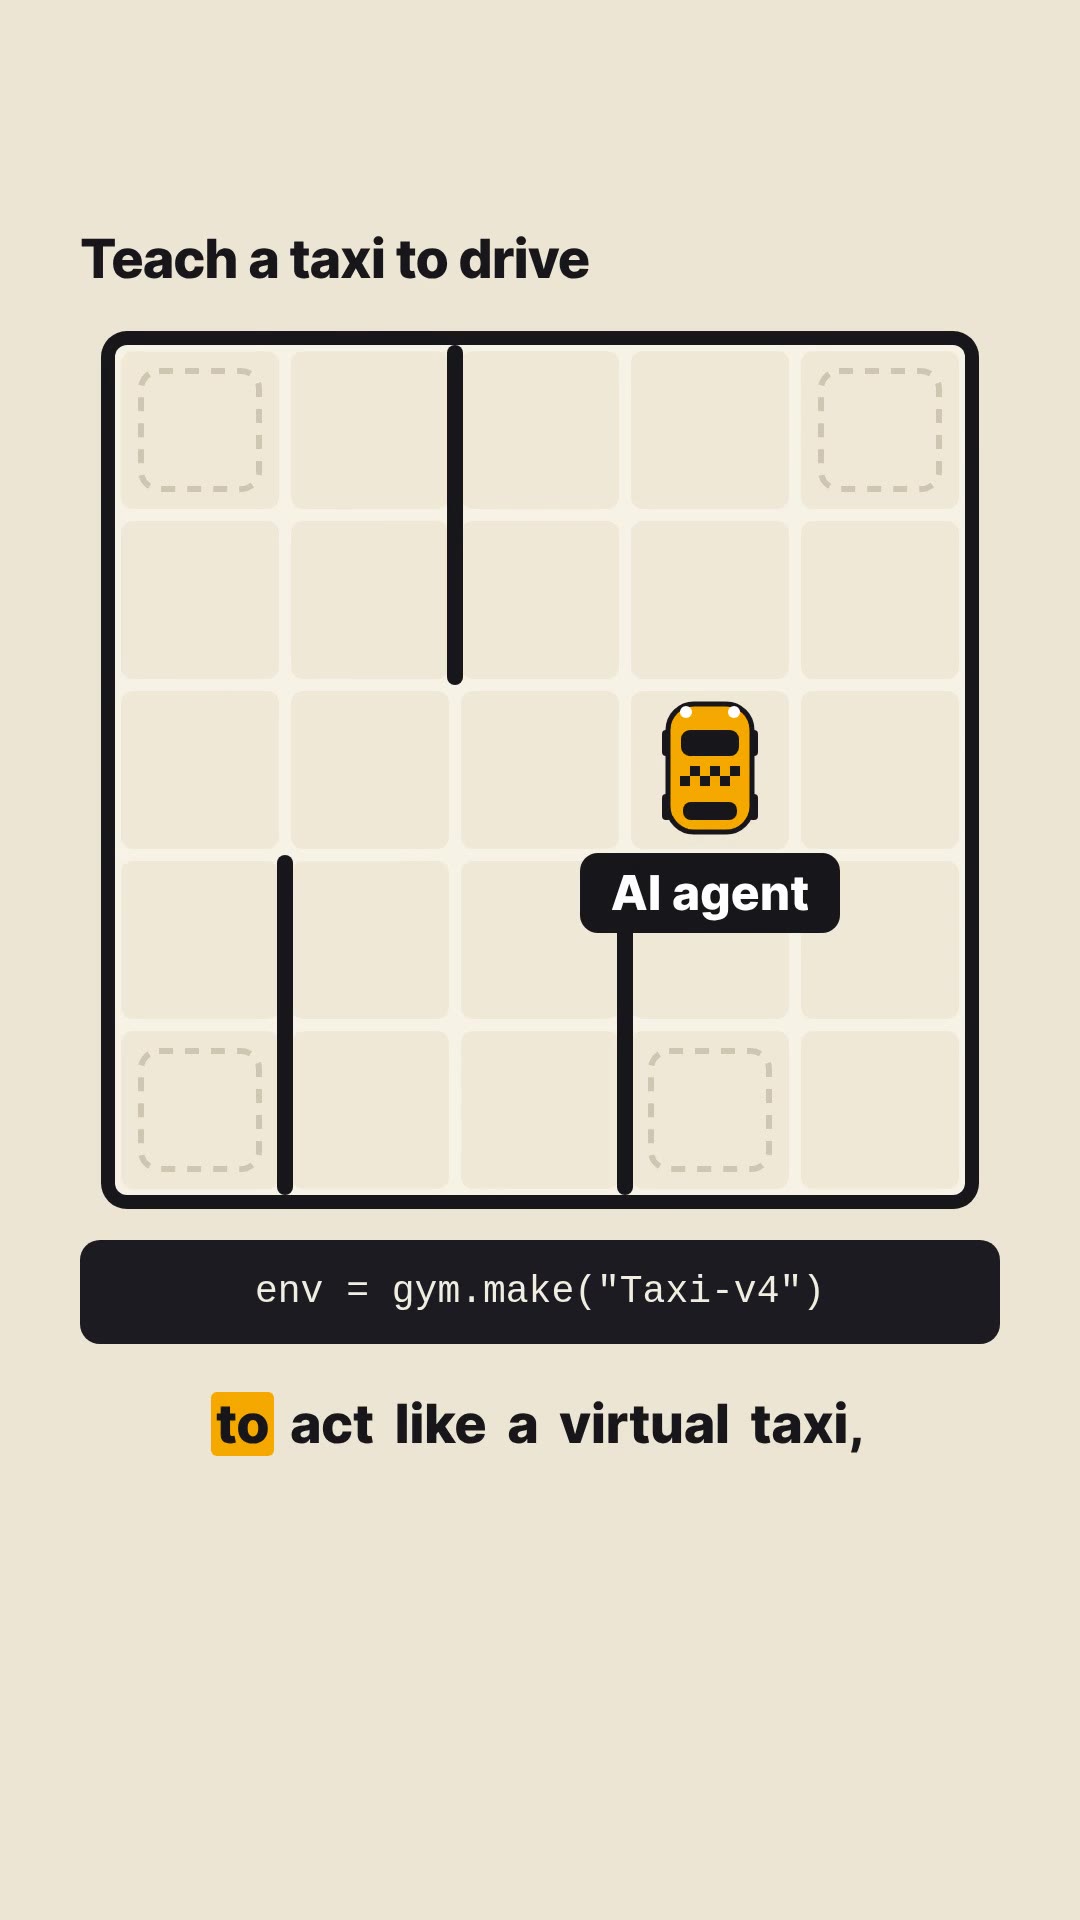 Teach a taxi to drive
AI agent
env = gym.make("Taxi-v4")
to act like a virtual taxi,